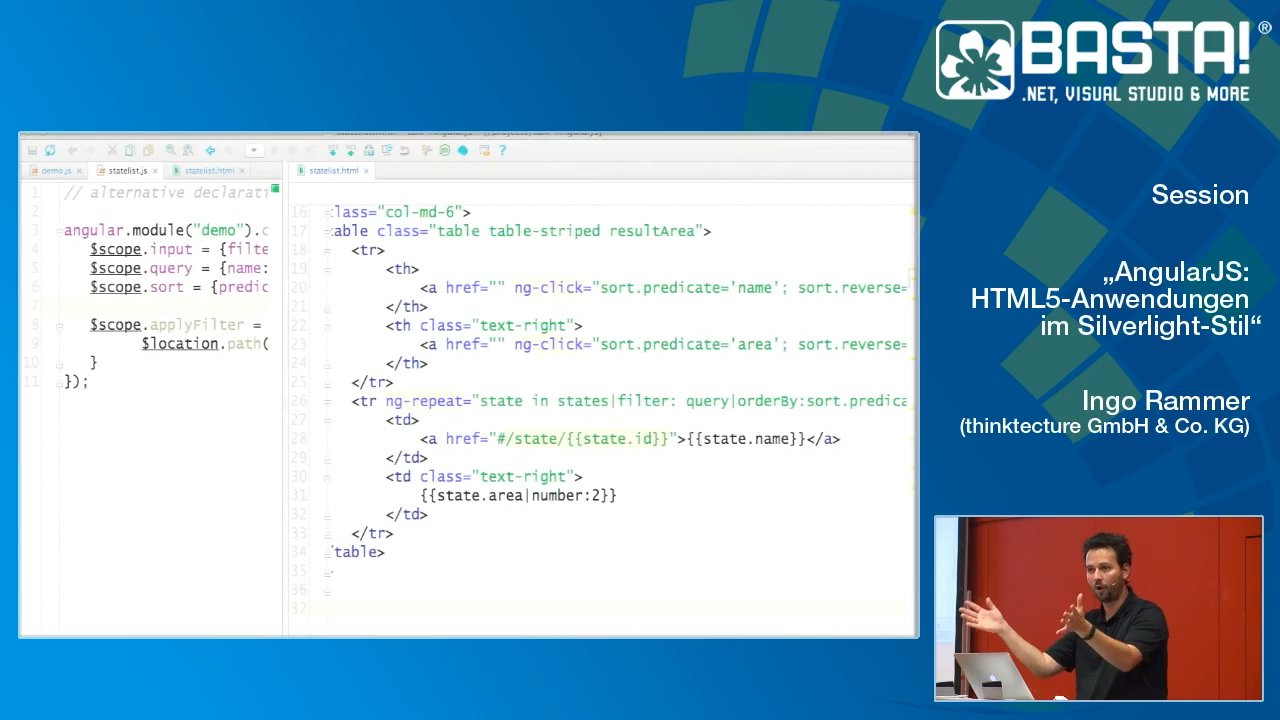 BASTA! ®
.NET, VISUAL STUDIO & MORE
Session
„AngularJS:
HTML5-Anwendungen
im Silverlight-Stil“
Ingo Rammer
(thinktecture GmbH & Co. KG)
demo.js
statelist.js
statelist.html
1 // alternative declarati
2
3 angular.module("demo").c
4 $scope.input = {filte
5 $scope.query = {name:
6 $scope.sort = {predic
7
8 $scope.applyFilter =
9 $location.path(
10 }
11 });
statelist.html
16 lass="col-md-6">
17 able class="table table-striped resultArea">
18 <tr>
19 <th>
20 <a href="" ng-click="sort.predicate='name'; sort.reverse=
21 </th>
22 <th class="text-right">
23 <a href="" ng-click="sort.predicate='area'; sort.reverse=
24 </th>
25 </tr>
26 <tr ng-repeat="state in states|filter: query|orderBy:sort.predica
27 <td>
28 <a href="#/state/{{state.id}}">{{state.name}}</a>
29 </td>
30 <td class="text-right">
31 {{state.area|number:2}}
32 </td>
33 </tr>
34 /table>
35
36
37